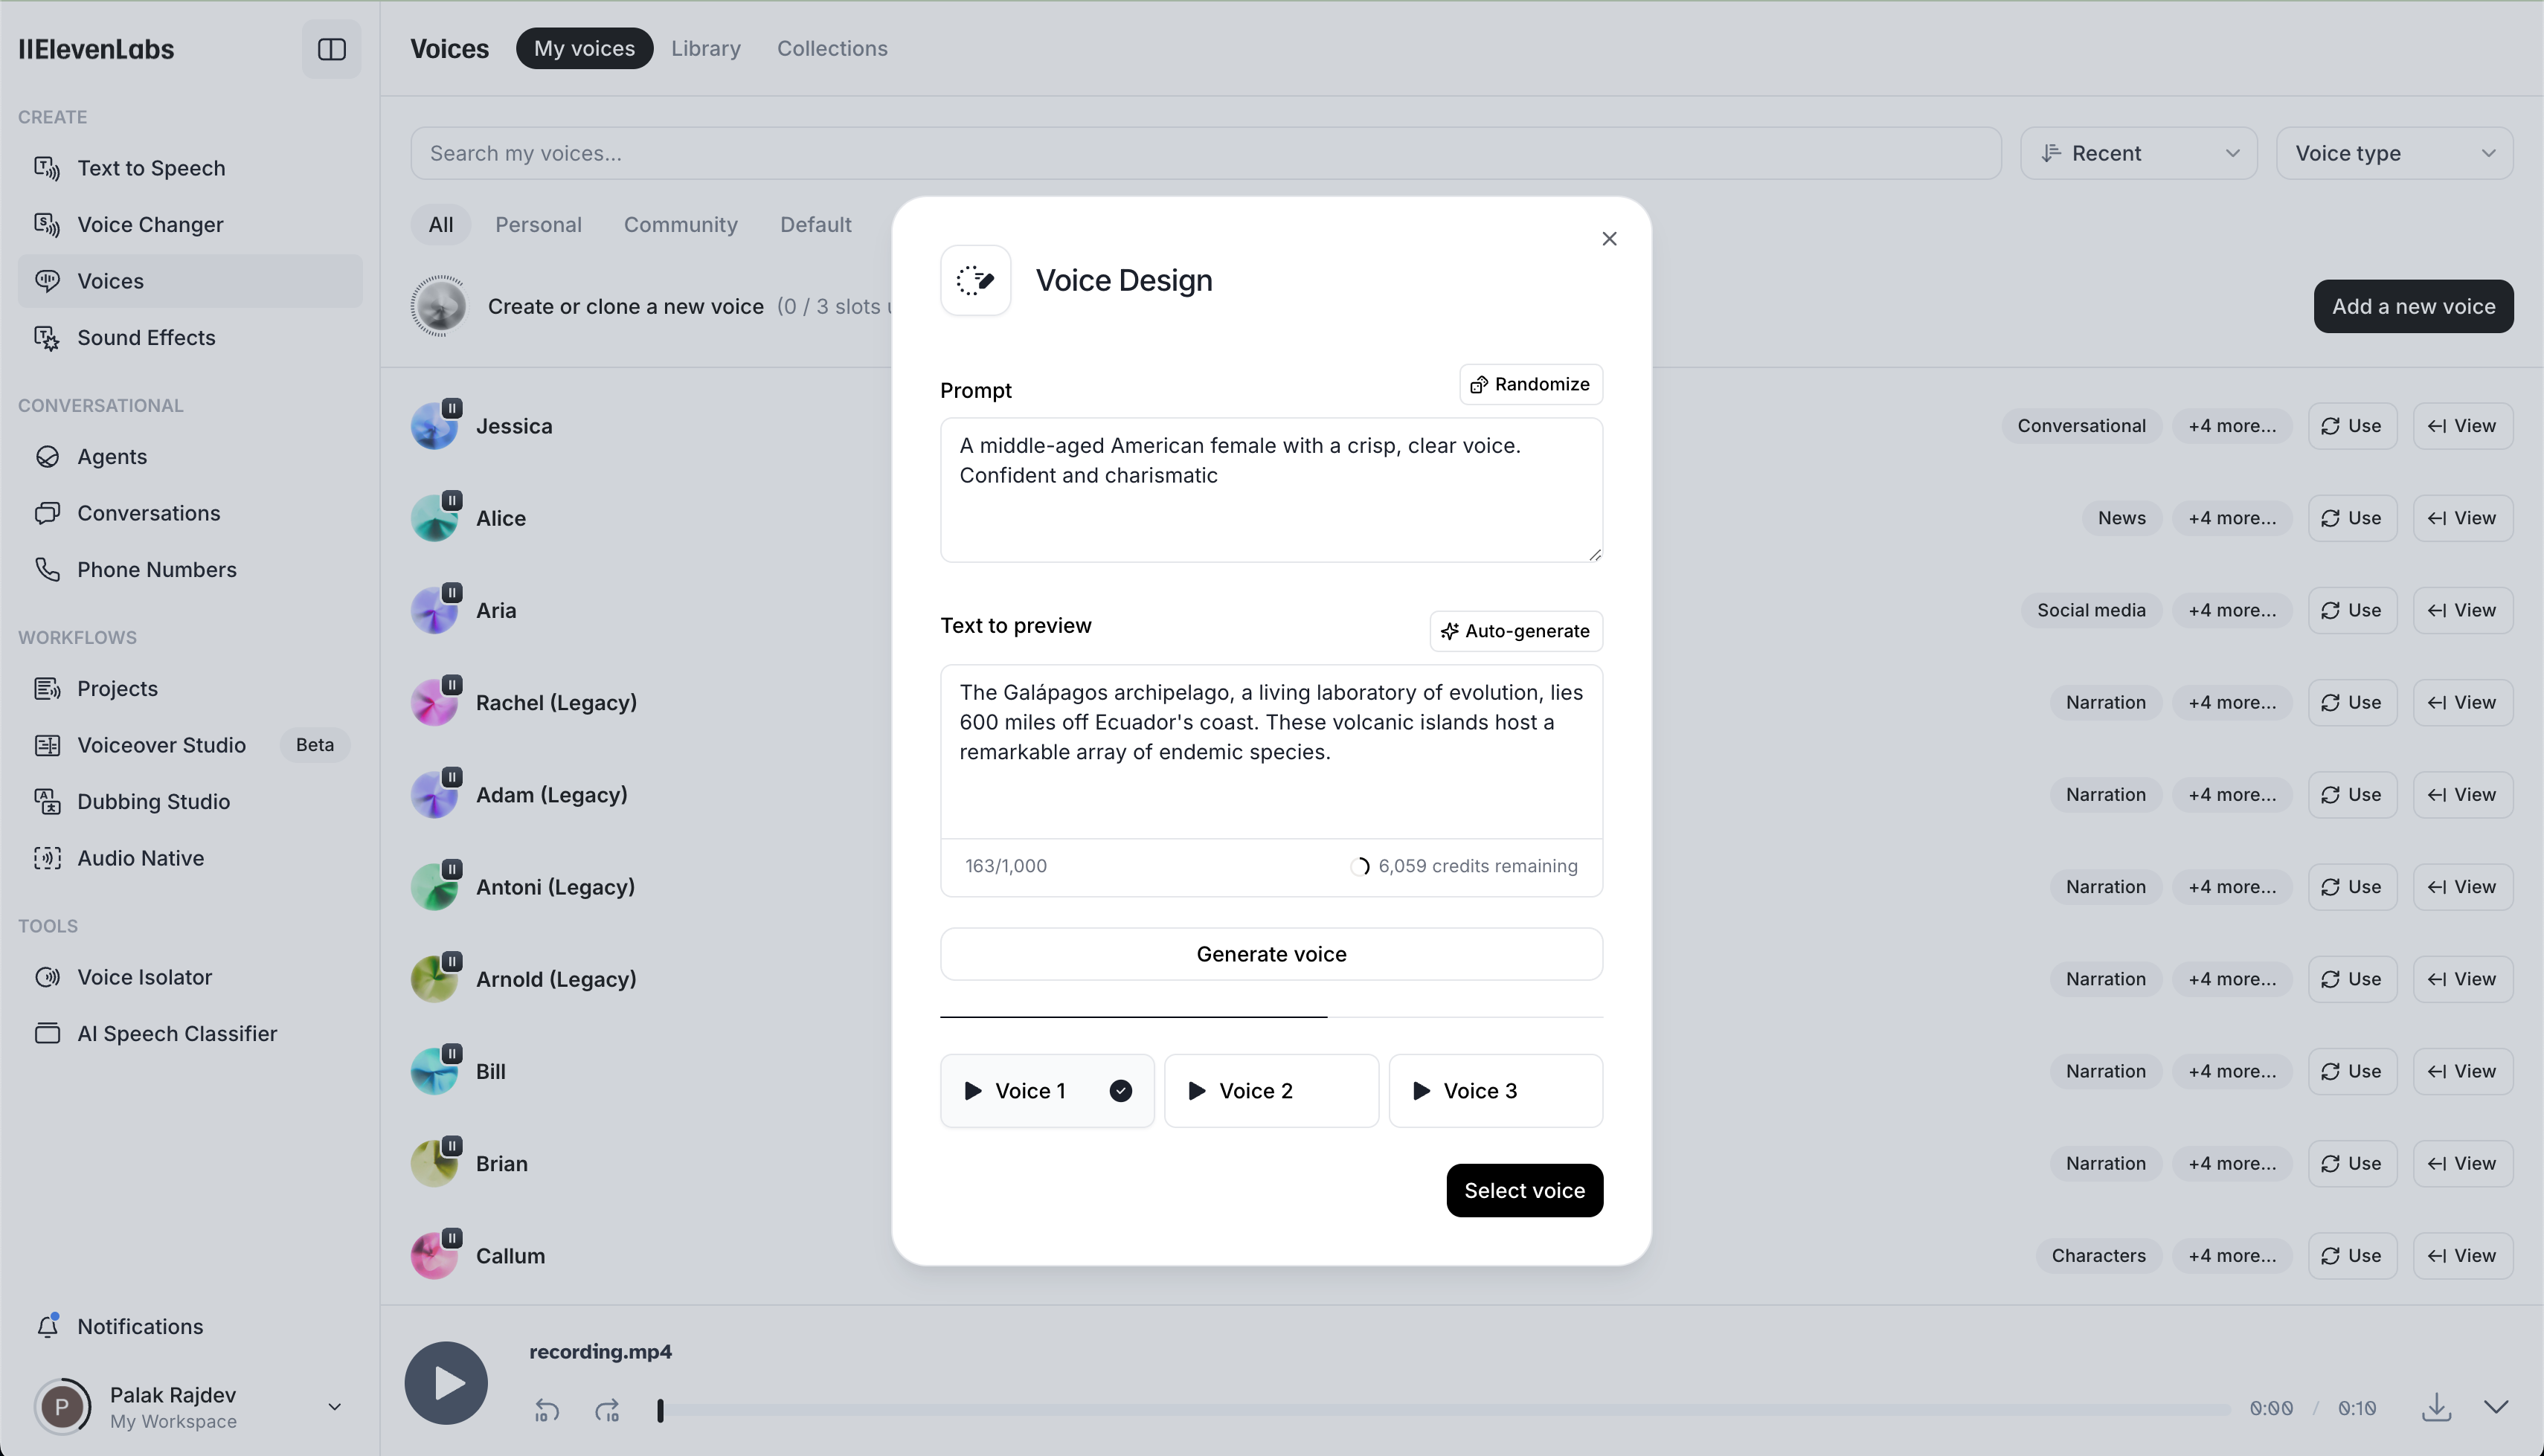 IIElevenLabs
CREATE
Text to Speech
Voice Changer
Voices
Sound Effects
CONVERSATIONAL
Agents
Conversations
Phone Numbers
WORKFLOWS
Projects
Voiceover Studio Beta
Dubbing Studio
Audio Native
TOOLS
Voice Isolator
AI Speech Classifier
Notifications
P
Palak Rajdev
My Workspace
Voices My voices Library Collections
Search my voices... Recent Voice type
All Personal Community Default
Create or clone a new voice (0 / 3 slots Add a new voice
Jessica Conversational +4 more... Use View
Alice News +4 more... Use View
Aria Social media +4 more... Use View
Rachel (Legacy) Narration +4 more... Use View
Adam (Legacy) Narration +4 more... Use View
Antoni (Legacy) Narration +4 more... Use View
Arnold (Legacy) Narration +4 more... Use View
Bill Narration +4 more... Use View
Brian Narration +4 more... Use View
Callum Characters +4 more... Use View
Voice Design
Prompt Randomize
A middle-aged American female with a crisp, clear voice.
Confident and charismatic
Text to preview Auto-generate
The Galápagos archipelago, a living laboratory of evolution, lies
600 miles off Ecuador's coast. These volcanic islands host a
remarkable array of endemic species.
163/1,000 6,059 credits remaining
Generate voice
Voice 1 Voice 2 Voice 3
Select voice
recording.mp4
10 10 0:00 / 0:10